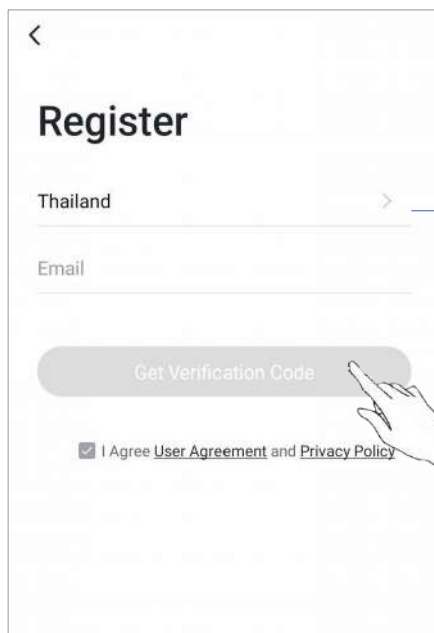 Register
Thailand
Email
Get Verification Code
I Agree User Agreement and Privacy Policy